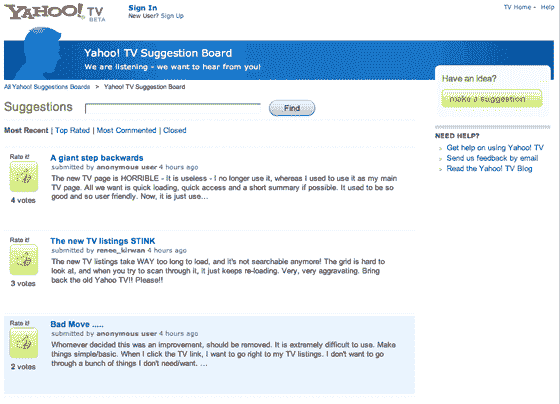 YAHOO! TV
BETA
Sign In
New User? Sign Up
TV Home - Help
Yahoo! TV Suggestion Board
We are listening - we want to hear from you!
All Yahoo! Suggestions Boards > Yahoo! TV Suggestion Board
Have an idea?
make a suggestion
Suggestions
Find
Most Recent | Top Rated | Most Commented | Closed
NEED HELP?
» Get help on using Yahoo! TV
» Send us feedback by email
» Read the Yahoo! TV Blog
Rate it!
4 votes
A giant step backwards
submitted by anonymous user 4 hours ago
The new TV page is HORRIBLE - It is useless - I no longer use it, whereas I used to use it as my main
TV page. All we want is quick loading, quick access and a short summary if possible. It used to be so
good and so user friendly. Now, it is just use...
Rate it!
3 votes
The new TV listings STINK
submitted by renee_kirwan 4 hours ago
The new TV listings take WAY too long to load, and it's not searchable anymore! The grid is hard to
look at, and when you try to scan through it, it just keeps re-loading. Very, very aggravating. Bring
back the old Yahoo TV!! Please!!
Rate it!
2 votes
Bad Move .....
submitted by anonymous user 4 hours ago
Whomever decided this was an improvement, should be removed. It is extremely difficult to use. Make
things simple/basic. When I click the TV link, I want to go right to my TV listings. I don't want to go
through a bunch of things I don't need/want. ...